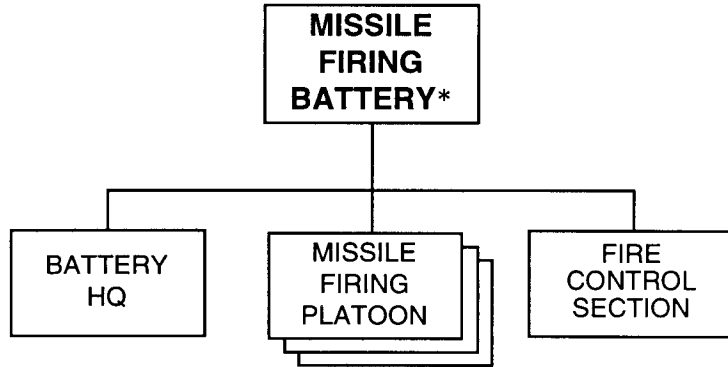 MISSILE
FIRING
BATTERY*
BATTERY
HQ
MISSILE
FIRING
PLATOON
FIRE
CONTROL
SECTION